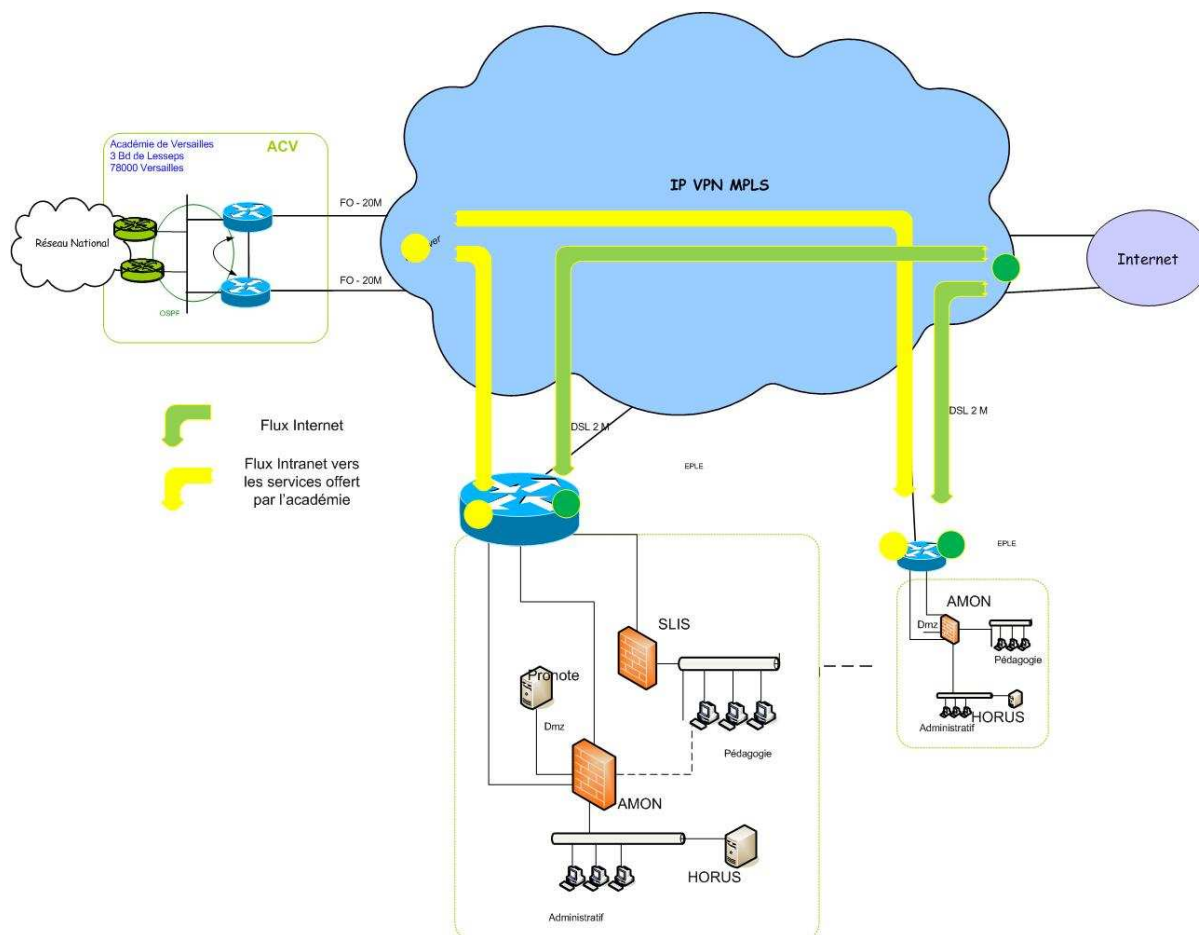 Académie de Versailles
3 Bd de Lesseps
78000 Versailles
ACV
Réseau National
OSPF
FO - 20M
FO - 20M
IP VPN MPLS
Internet
Flux Internet
Flux Intranet vers
les services offert
par l'académie
DSL 2 M
DSL 2 M
EPLE
EPLE
SLIS
Pronote
Dmz
AMON
Pédagogie
HORUS
Administratif
AMON
Dmz
Pédagogie
HORUS
Administratif